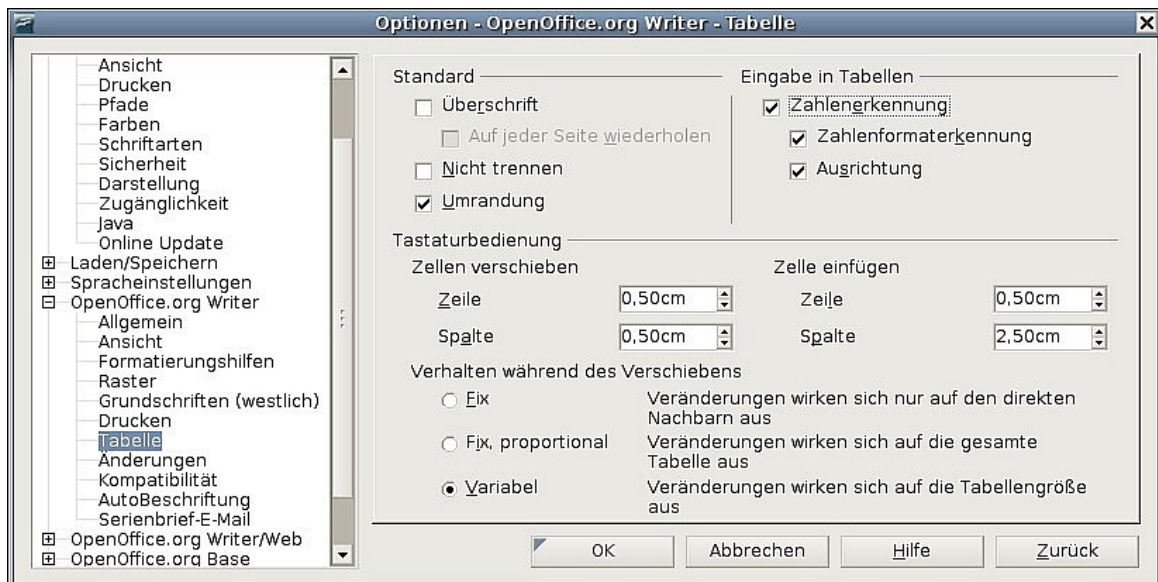 Optionen - OpenOffice.org Writer - Tabelle
Ansicht
Drucken
Pfade
Farben
Schriftarten
Sicherheit
Darstellung
Zugänglichkeit
Java
Online Update
Laden/Speichern
Spracheinstellungen
OpenOffice.org Writer
Allgemein
Ansicht
Formatierungshilfen
Raster
Grundschriften (westlich)
Drucken
Tabelle
Änderungen
Kompatibilität
AutoBeschriftung
Serienbrief-E-Mail
OpenOffice.org Writer/Web
OpenOffice.org Base
Standard
Überschrift
Auf jeder Seite wiederholen
Nicht trennen
Umrandung
Eingabe in Tabellen
Zahlenerkennung
Zahlenformaterkennung
Ausrichtung
Tastaturbedienung
Zellen verschieben
Zeile 0,50cm
Spalte 0,50cm
Zelle einfügen
Zeile 0,50cm
Spalte 2,50cm
Verhalten während des Verschiebens
Fix Veränderungen wirken sich nur auf den direkten
Nachbarn aus
Fix, proportional Veränderungen wirken sich auf die gesamte
Tabelle aus
Variabel Veränderungen wirken sich auf die Tabellengröße
aus
OK Abbrechen Hilfe Zurück